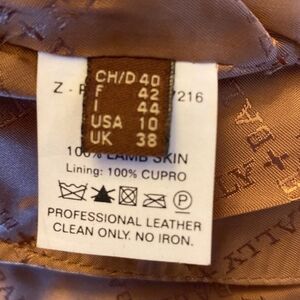 CH/D 40
F 42
I 44
USA 10
UK 38
Z - 216
100% LAMB SKIN
Lining: 100% CUPRO
P
PROFESSIONAL LEATHER
CLEAN ONLY. NO IRON.
BALLY